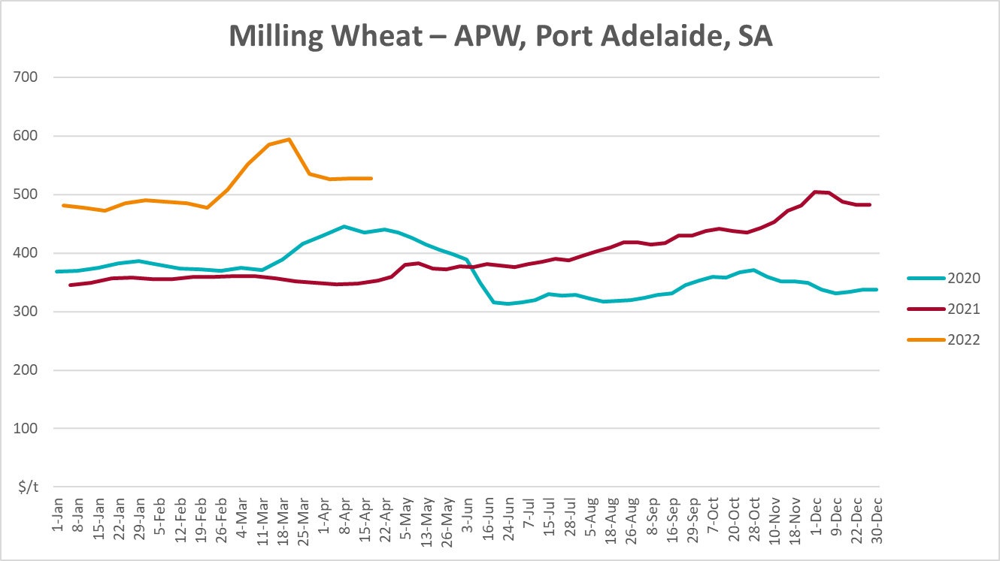 Milling Wheat – APW, Port Adelaide, SA
700
600
500
400
300
200
100
$/t
1-Jan
8-Jan
15-Jan
22-Jan
29-Jan
5-Feb
12-Feb
19-Feb
26-Feb
4-Mar
11-Mar
18-Mar
25-Mar
1-Apr
8-Apr
15-Apr
22-Apr
5-May
13-May
26-May
3-Jun
16-Jun
24-Jun
7-Jul
15-Jul
28-Jul
5-Aug
18-Aug
26-Aug
8-Sep
16-Sep
29-Sep
7-Oct
20-Oct
28-Oct
10-Nov
18-Nov
1-Dec
9-Dec
22-Dec
30-Dec
2020
2021
2022